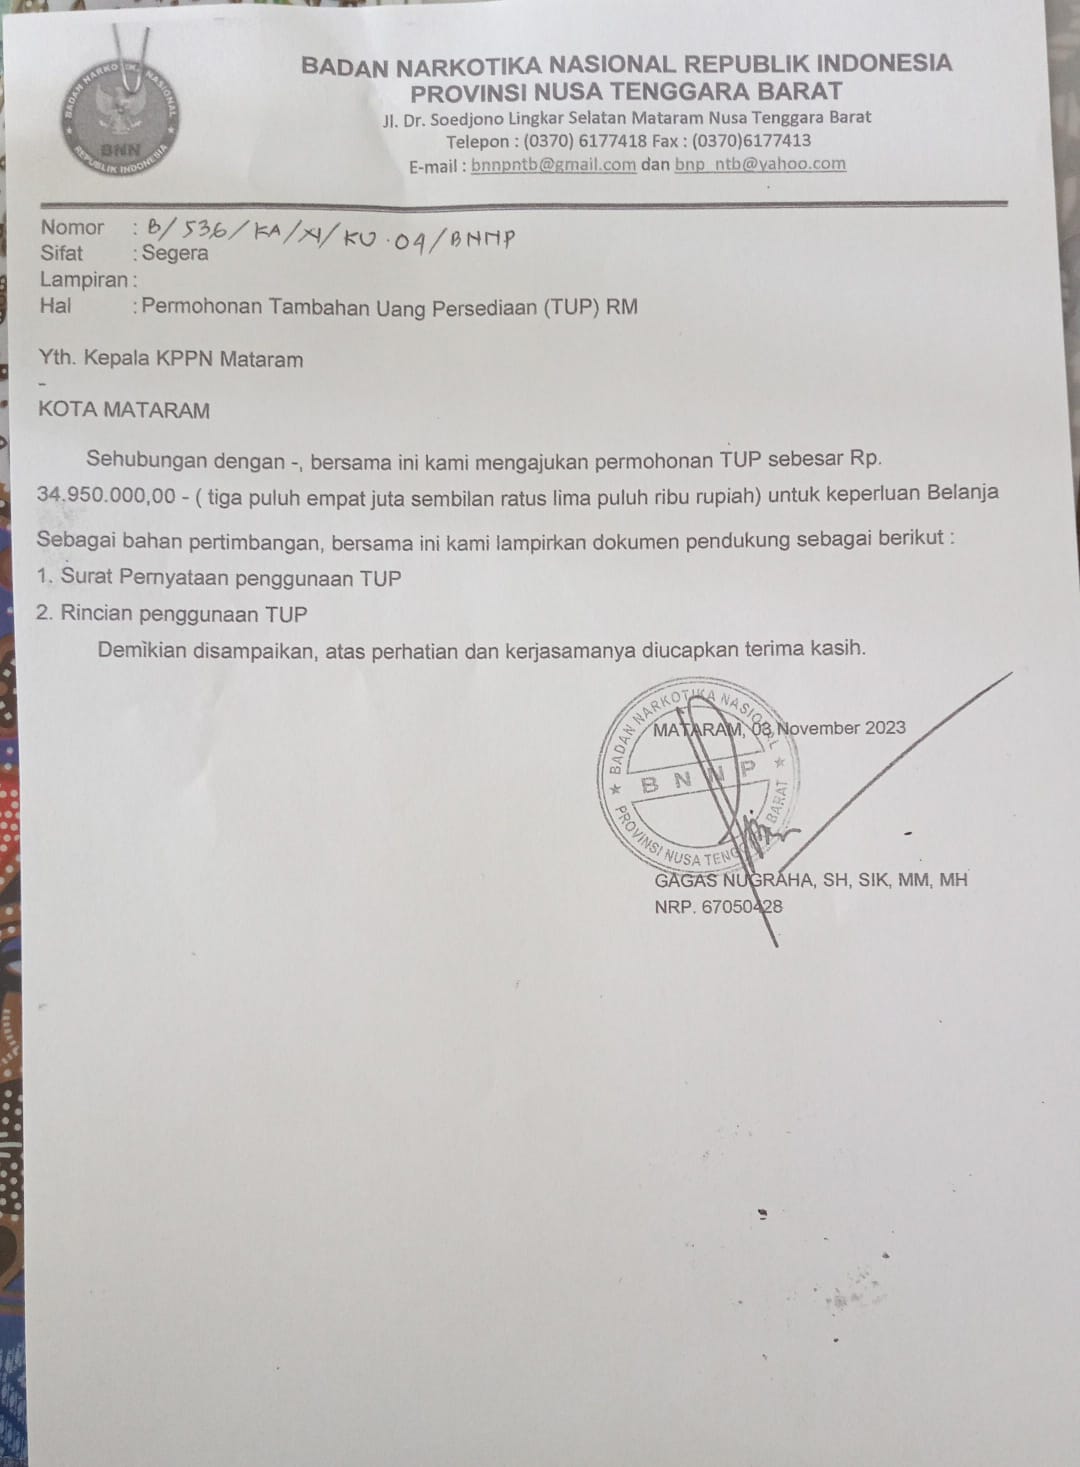 BADAN NARKOTIKA NASIONAL REPUBLIK INDONESIA
PROVINSI NUSA TENGGARA BARAT
Jl. Dr. Soedjono Lingkar Selatan Mataram Nusa Tenggara Barat
Telepon : (0370) 6177418 Fax : (0370)6177413
E-mail : bnnpntb@gmail.com dan bnp_ntb@yahoo.com
BADAN NARKOTIKA NASIONAL
BNN
REPUBLIK INDONESIA
Nomor : B/536/KA/XI/KU.04/BNNP
Sifat : Segera
Lampiran :
Hal : Permohonan Tambahan Uang Persediaan (TUP) RM
Yth. Kepala KPPN Mataram
-
KOTA MATARAM
Sehubungan dengan -, bersama ini kami mengajukan permohonan TUP sebesar Rp.
34.950.000,00 - ( tiga puluh empat juta sembilan ratus lima puluh ribu rupiah) untuk keperluan Belanja
Sebagai bahan pertimbangan, bersama ini kami lampirkan dokumen pendukung sebagai berikut :
1. Surat Pernyataan penggunaan TUP
2. Rincian penggunaan TUP
Demikian disampaikan, atas perhatian dan kerjasamanya diucapkan terima kasih.
MATARAM, 03 November 2023
BADAN NARKOTIKA NASIONAL
BNNP
PROVINSI NUSA TENGGARA BARAT
GAGAS NUGRAHA, SH, SIK, MM, MH
NRP. 67050428